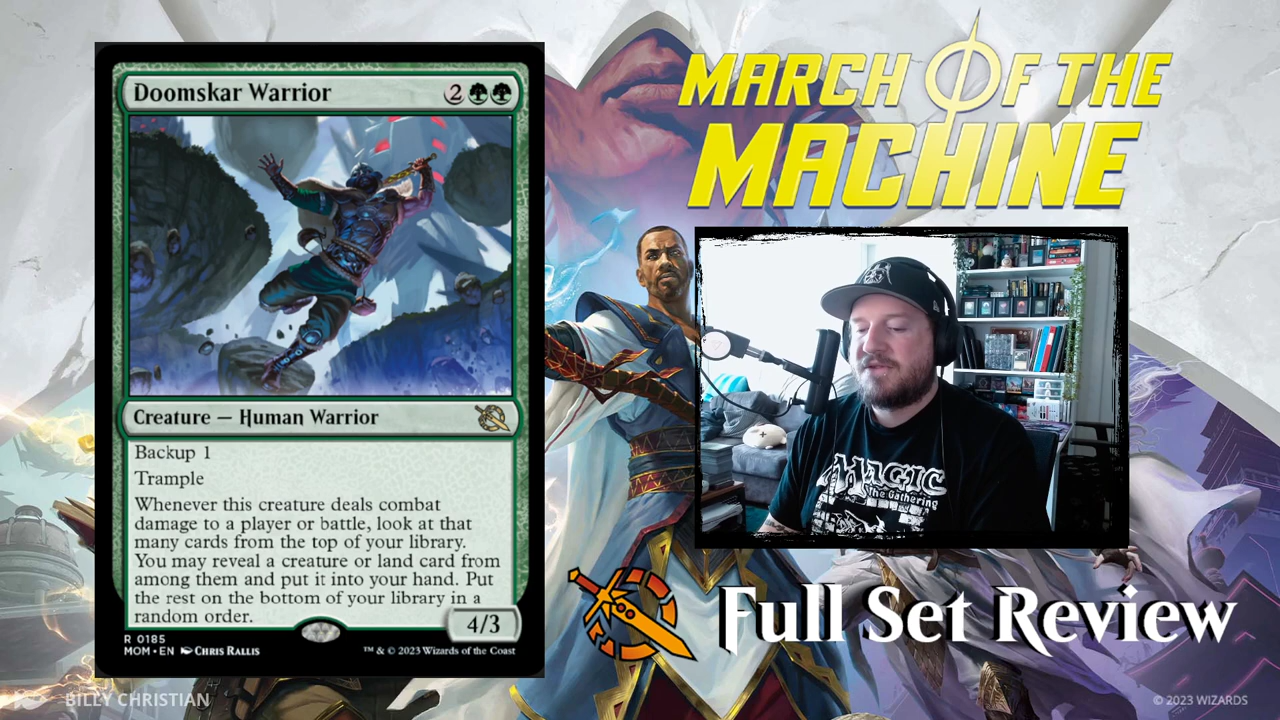 Doomskar Warrior 2
Creature — Human Warrior
Backup 1
Trample
Whenever this creature deals combat
damage to a player or battle, look at that
many cards from the top of your library.
You may reveal a creature or land card from
among them and put it into your hand. Put
the rest on the bottom of your library in a
random order.
4/3
R 0185
MOM • EN CHRIS RALLIS
™ & © 2023 Wizards of the Coast
MARCH OF THE
MACHINE
MAGIC
The Gathering
Full Set Review
BILLY CHRISTIAN
© 2023 WIZARDS